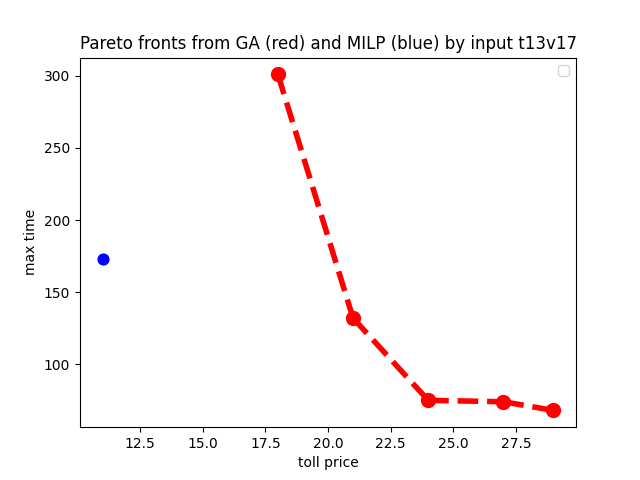 Pareto fronts from GA (red) and MILP (blue) by input t13v17
300
250
200
150
100
max time
12.5 15.0 17.5 20.0 22.5 25.0 27.5
toll price